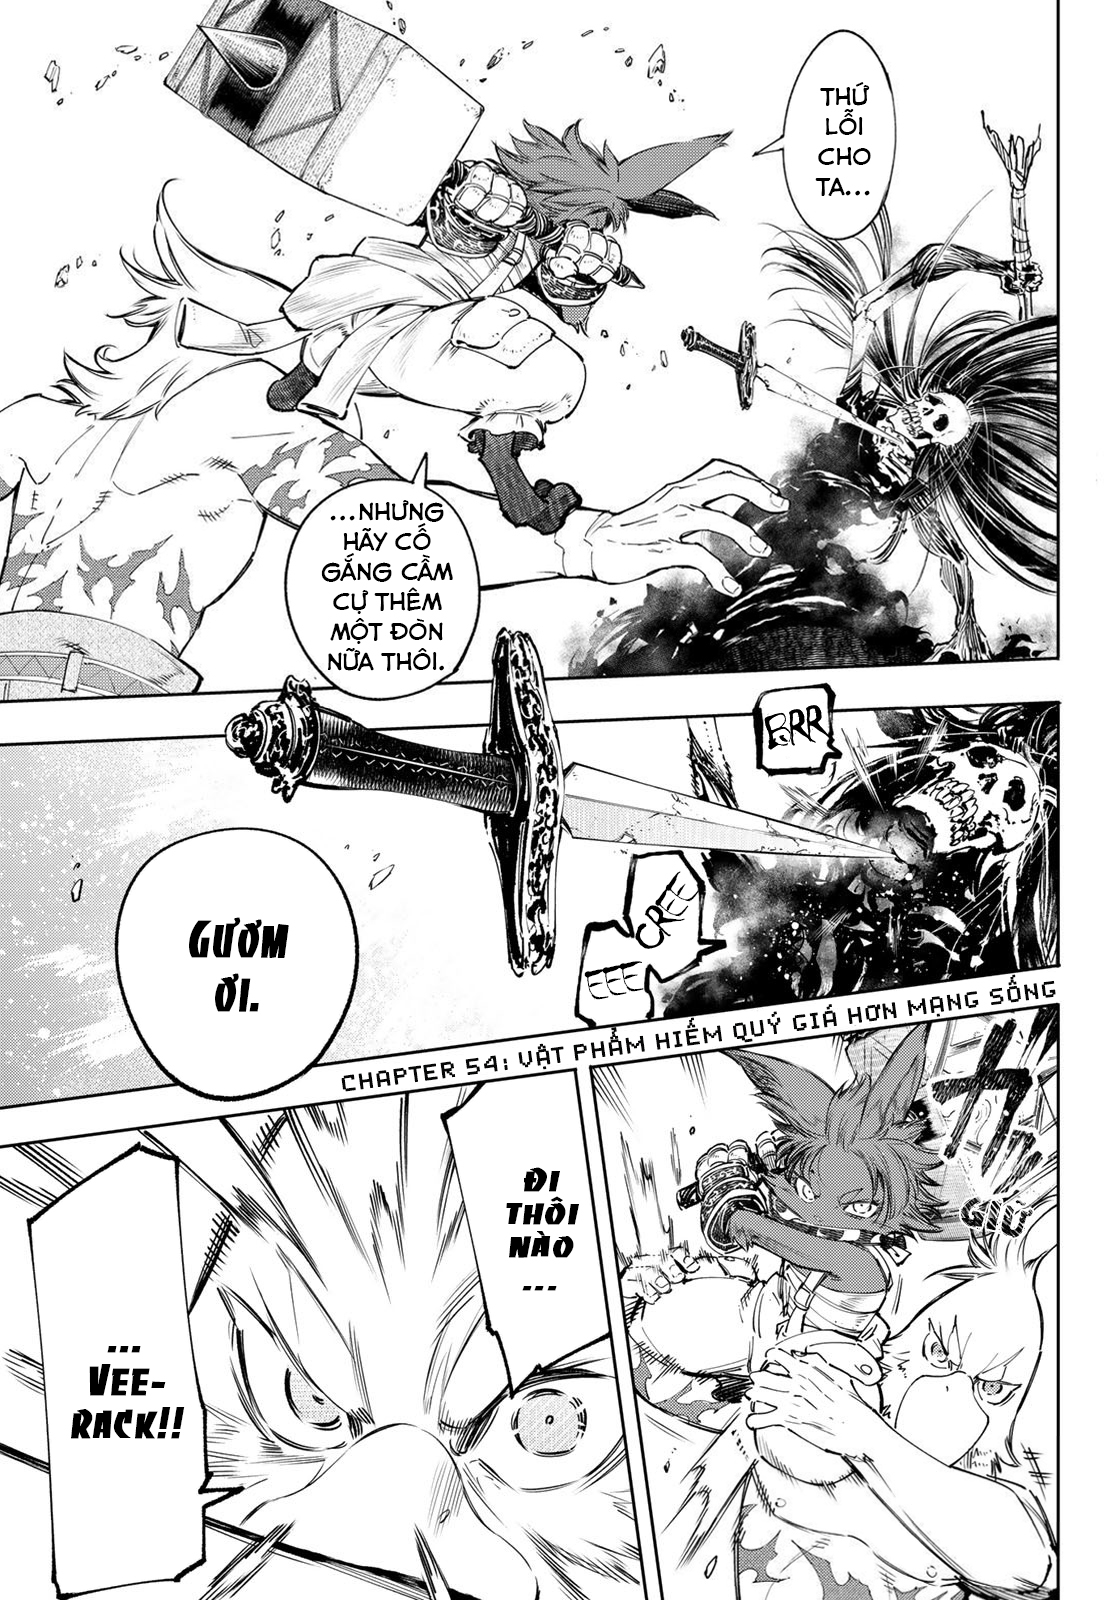 THỨ
LỖI
CHO
TA...
...NHƯNG
HÃY CỐ
GẮNG CẦM
CỰ THÊM
MỘT ĐÒN
NỮA THÔI.
BRR
CREE
EEE
GƯƠM
ƠI.
CHAPTER 54: VẬT PHẨM HIẾM QUÝ GIÁ HƠN MẠNG SỐNG
GIỮ
ĐI
THÔI
NÀO
...
...
VEE-
RACK!!